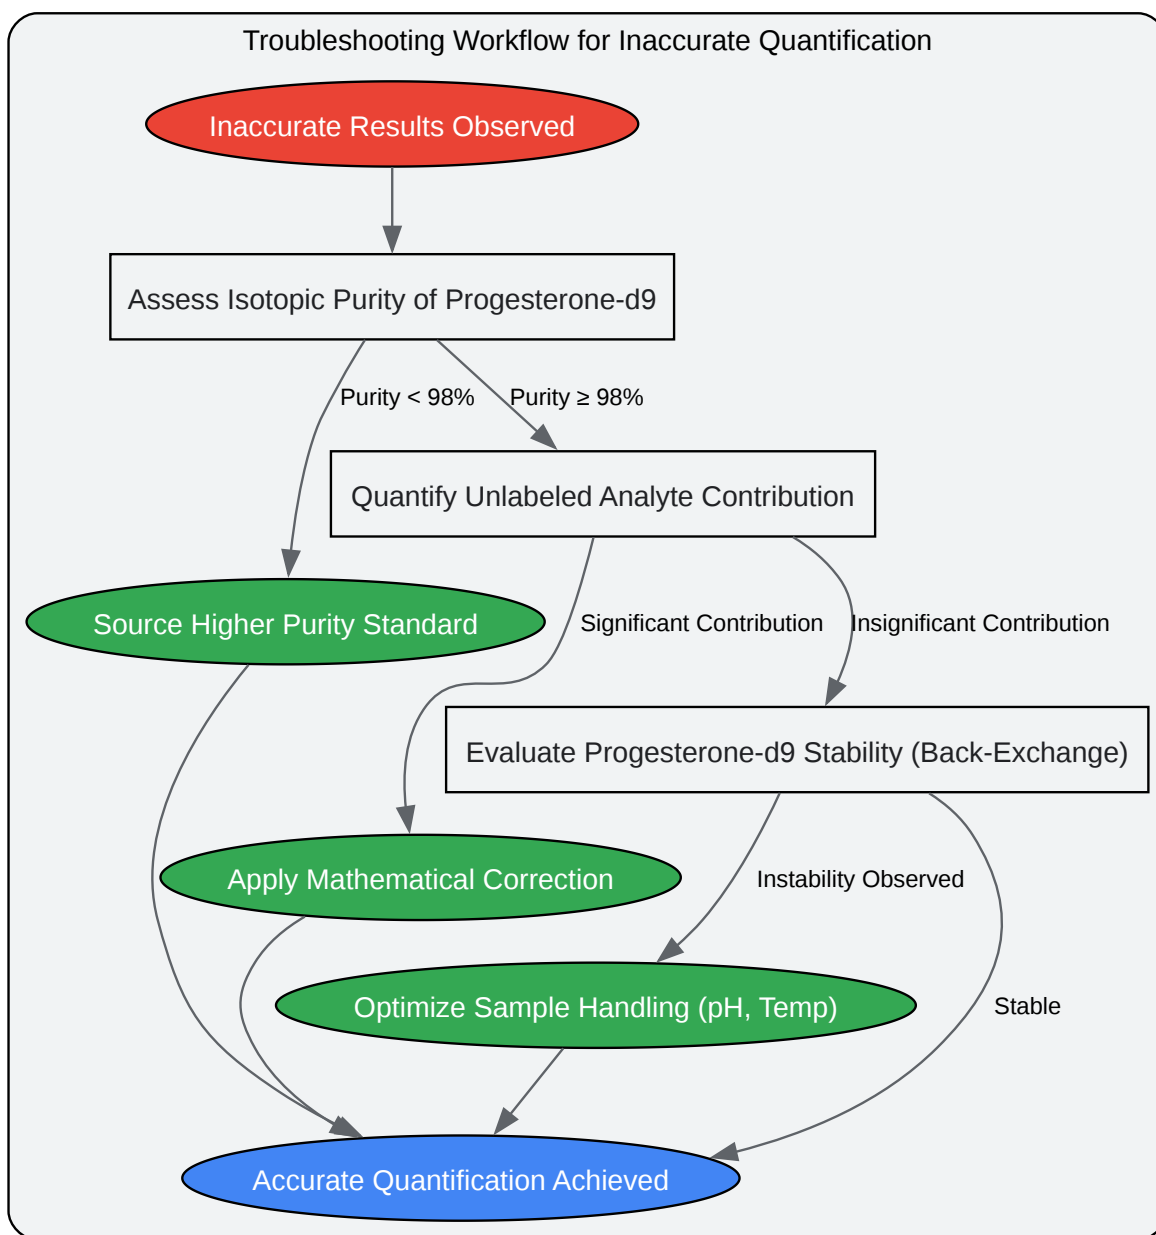 Troubleshooting Workflow for Inaccurate Quantification
Inaccurate Results Observed
Assess Isotopic Purity of Progesterone-d9
Purity < 98%
Purity ≥ 98%
Quantify Unlabeled Analyte Contribution
Source Higher Purity Standard
Significant Contribution
Insignificant Contribution
Evaluate Progesterone-d9 Stability (Back-Exchange)
Apply Mathematical Correction
Instability Observed
Optimize Sample Handling (pH, Temp)
Stable
Accurate Quantification Achieved